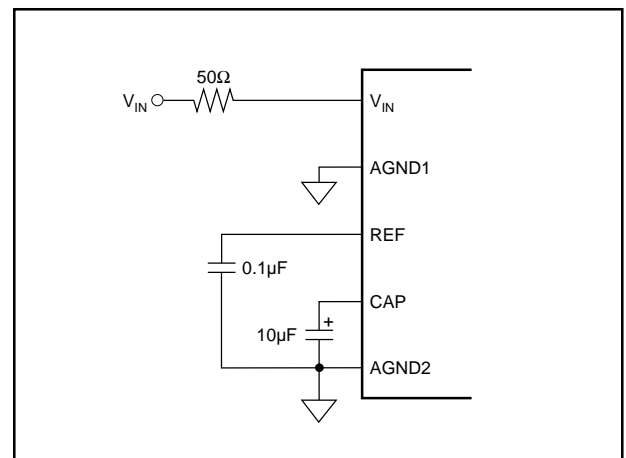 50Ω
V_IN
V_IN
AGND1
REF
0.1µF
CAP
+
10µF
AGND2